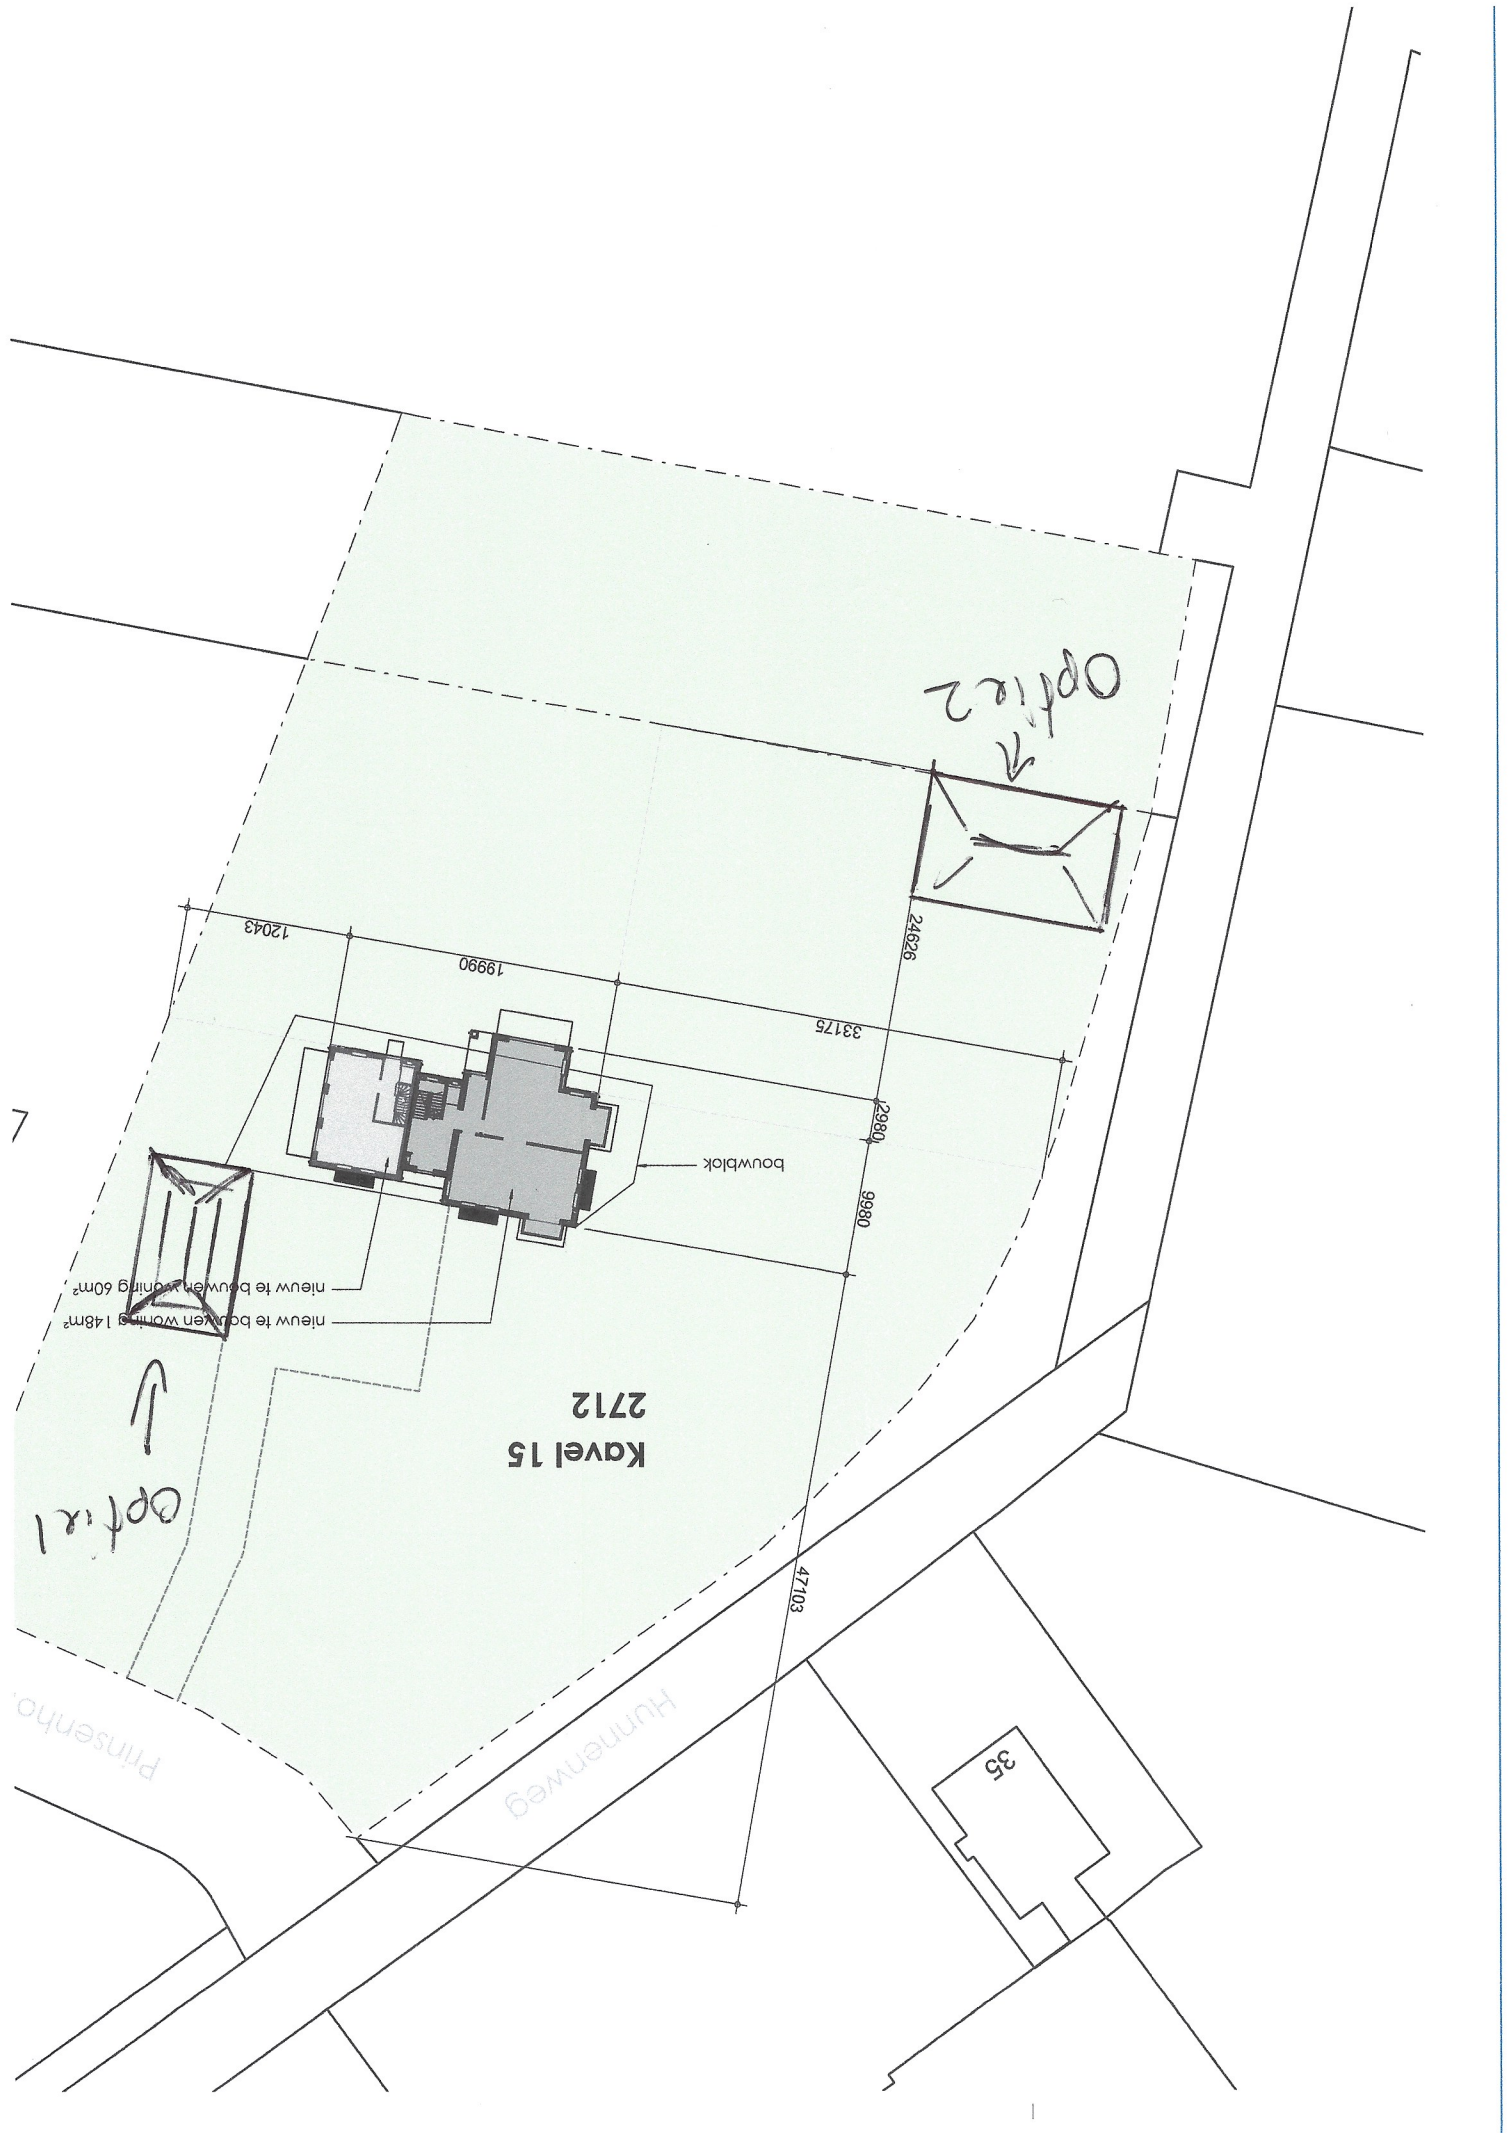 35
Hunnenweg
Prinsenho
47103
Optie 1
Kavel 15
2712
nieuw te bouwen woning 148m²
nieuw te bouwen woning 60m²
9980
bouwblok
2980
7
33175
19990
12043
24626
Optie 2